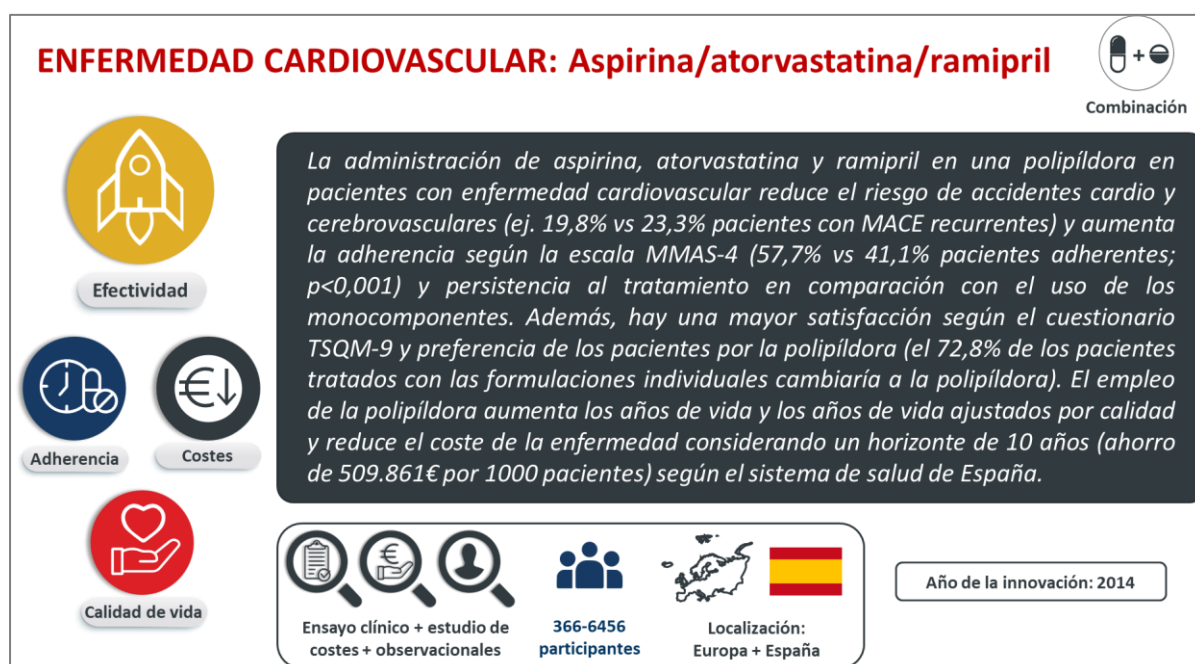 ENFERMEDAD CARDIOVASCULAR: Aspirina/atorvastatina/ramipril
Combinación
Efectividad
Adherencia
Costes
Calidad de vida
La administración de aspirina, atorvastatina y ramipril en una polipíldora en
pacientes con enfermedad cardiovascular reduce el riesgo de accidentes cardio y
cerebrovasculares (ej. 19,8% vs 23,3% pacientes con MACE recurrentes) y aumenta
la adherencia según la escala MMAS-4 (57,7% vs 41,1% pacientes adherentes;
p<0,001) y persistencia al tratamiento en comparación con el uso de los
monocomponentes. Además, hay una mayor satisfacción según el cuestionario
TSQM-9 y preferencia de los pacientes por la polipíldora (el 72,8% de los pacientes
tratados con las formulaciones individuales cambiaría a la polipíldora). El empleo
de la polipíldora aumenta los años de vida y los años de vida ajustados por calidad
y reduce el coste de la enfermedad considerando un horizonte de 10 años (ahorro
de 509.861€ por 1000 pacientes) según el sistema de salud de España.
Ensayo clínico + estudio de
costes + observacionales
366-6456
participantes
Localización:
Europa + España
Año de la innovación: 2014